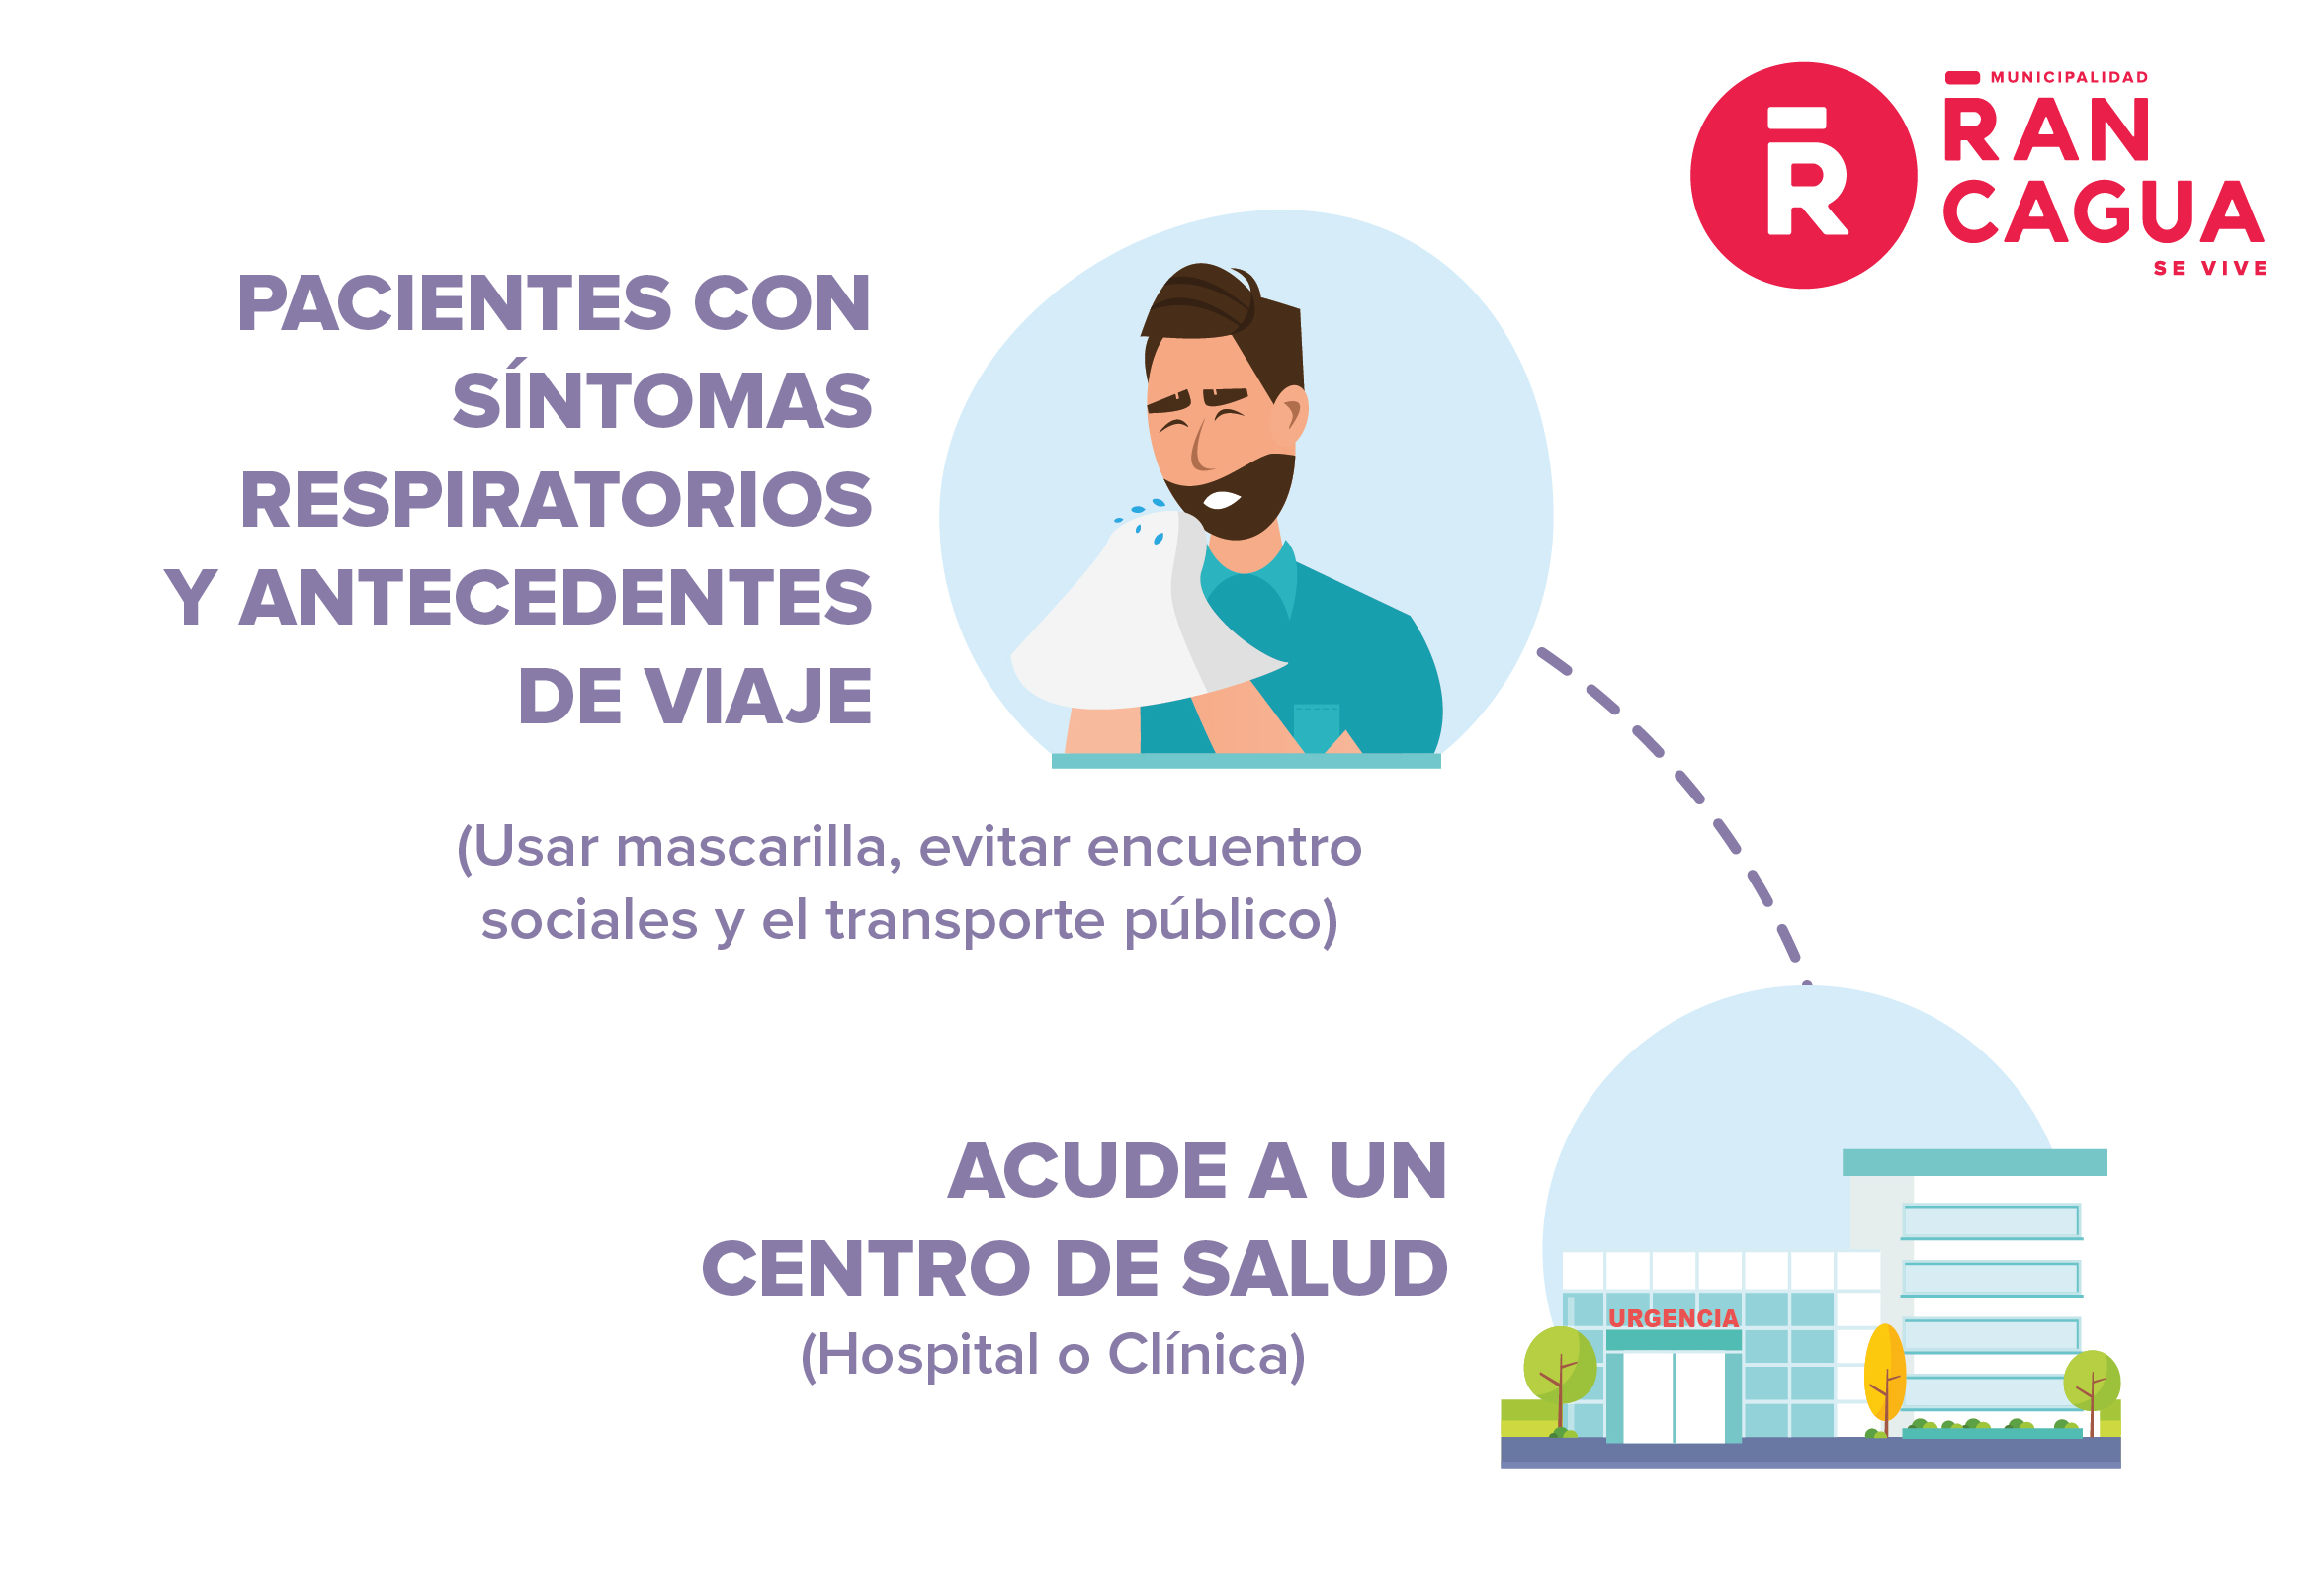 MUNICIPALIDAD
R
RAN
CAGUA
SE VIVE
PACIENTES CON
SÍNTOMAS
RESPIRATORIOS
Y ANTECEDENTES
DE VIAJE
(Usar mascarilla, evitar encuentro
sociales y el transporte público)
ACUDE A UN
CENTRO DE SALUD
(Hospital o Clínica)
URGENCIA